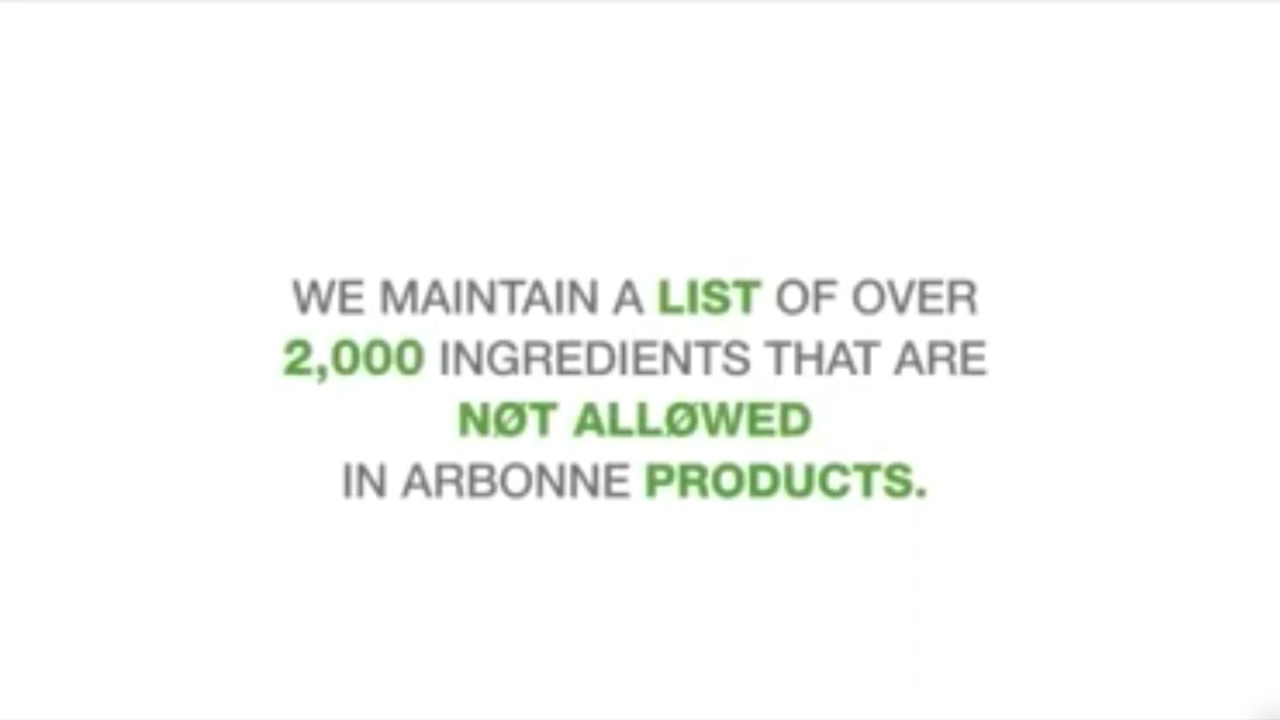 WE MAINTAIN A LIST OF OVER
2,000 INGREDIENTS THAT ARE
NØT ALLØWED
IN ARBONNE PRODUCTS.